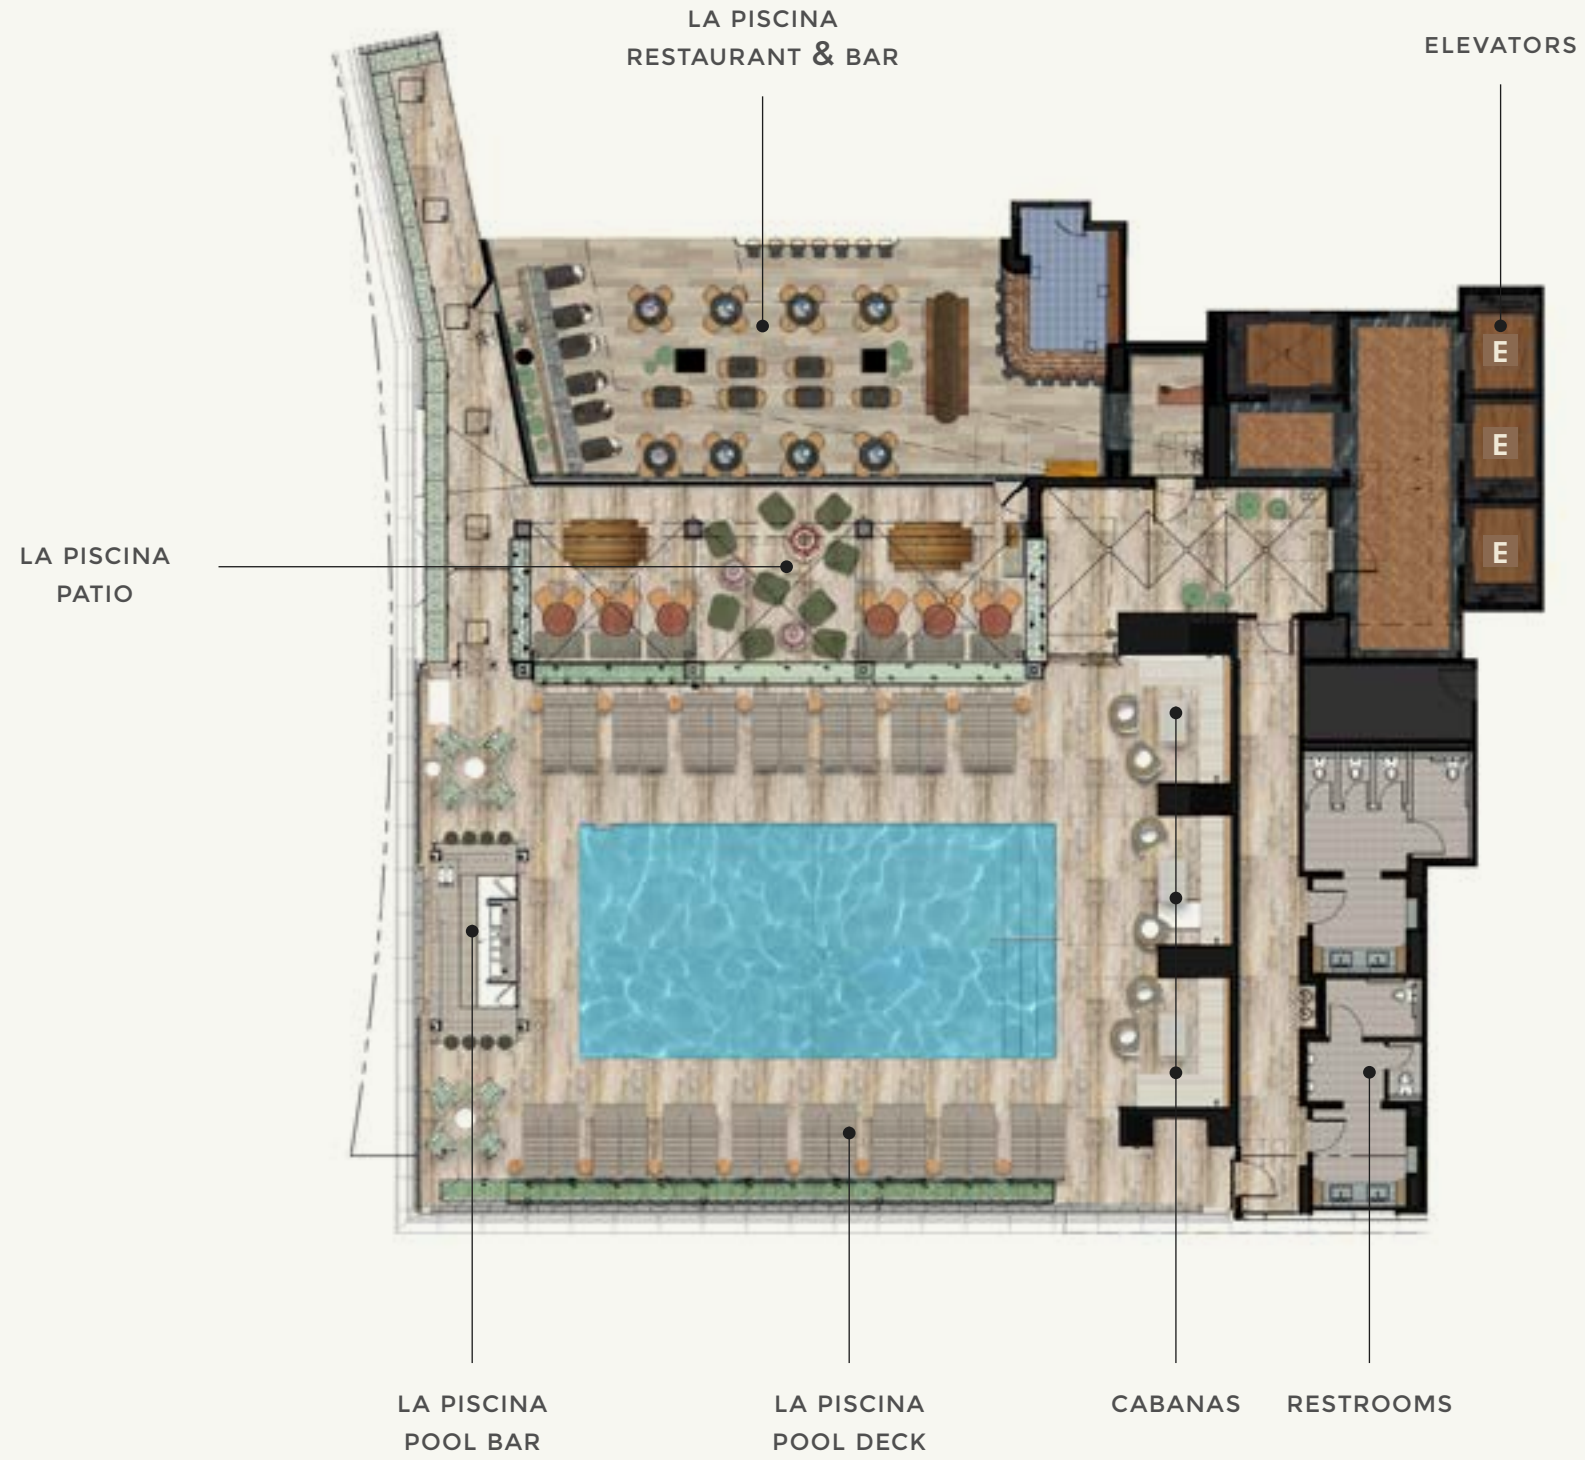 LA PISCINA
RESTAURANT & BAR
ELEVATORS
E
E
E
LA PISCINA
PATIO
LA PISCINA
POOL BAR
LA PISCINA
POOL DECK
CABANAS
RESTROOMS